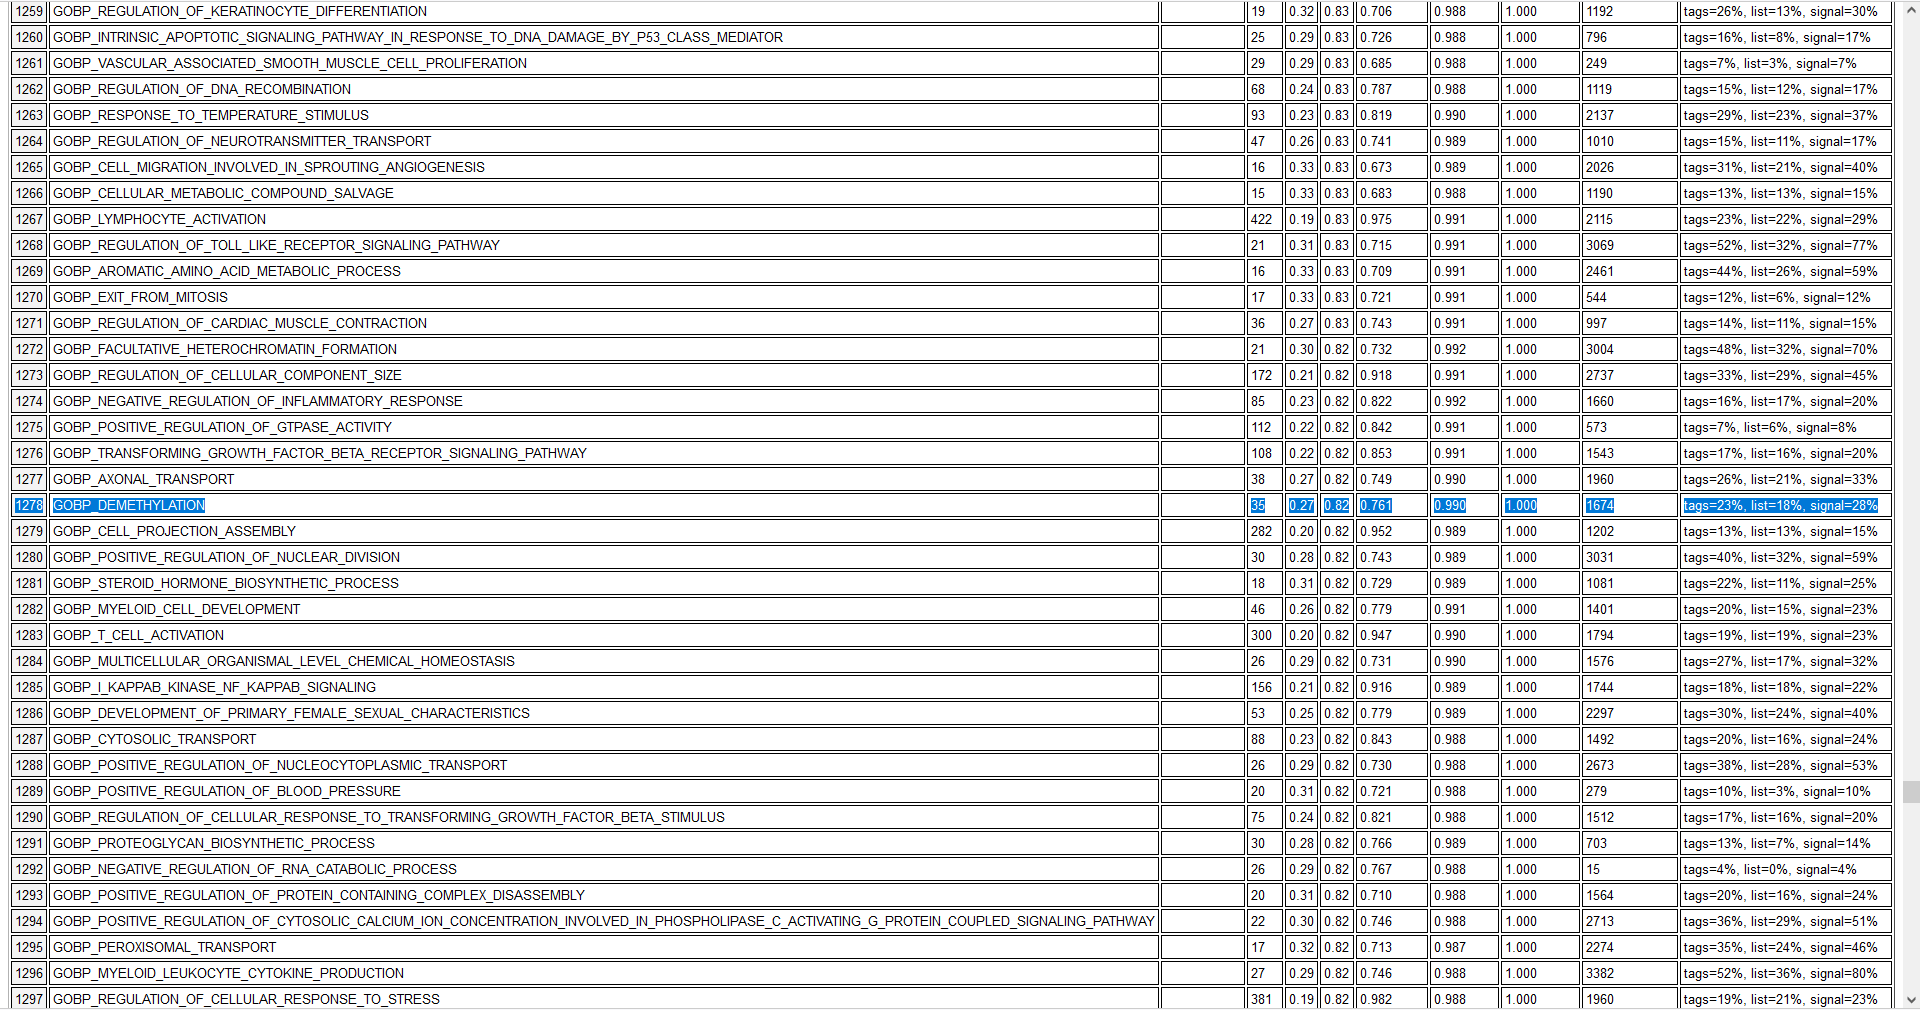 1259 GOBP_REGULATION_OF_KERATINOCYTE_DIFFERENTIATION 19 0.32 0.83 0.706 0.988 1.000 1192 tags=26%, list=13%, signal=30%
1260 GOBP_INTRINSIC_APOPTOTIC_SIGNALING_PATHWAY_IN_RESPONSE_TO_DNA_DAMAGE_BY_P53_CLASS_MEDIATOR 25 0.29 0.83 0.726 0.988 1.000 796 tags=16%, list=8%, signal=17%
1261 GOBP_VASCULAR_ASSOCIATED_SMOOTH_MUSCLE_CELL_PROLIFERATION 29 0.29 0.83 0.685 0.988 1.000 249 tags=7%, list=3%, signal=7%
1262 GOBP_REGULATION_OF_DNA_RECOMBINATION 68 0.24 0.83 0.787 0.988 1.000 1119 tags=15%, list=12%, signal=17%
1263 GOBP_RESPONSE_TO_TEMPERATURE_STIMULUS 93 0.23 0.83 0.819 0.990 1.000 2137 tags=29%, list=23%, signal=37%
1264 GOBP_REGULATION_OF_NEUROTRANSMITTER_TRANSPORT 47 0.26 0.83 0.741 0.989 1.000 1010 tags=15%, list=11%, signal=17%
1265 GOBP_CELL_MIGRATION_INVOLVED_IN_SPROUTING_ANGIOGENESIS 16 0.33 0.83 0.673 0.989 1.000 2026 tags=31%, list=21%, signal=40%
1266 GOBP_CELLULAR_METABOLIC_COMPOUND_SALVAGE 15 0.33 0.83 0.683 0.988 1.000 1190 tags=13%, list=13%, signal=15%
1267 GOBP_LYMPHOCYTE_ACTIVATION 422 0.19 0.83 0.975 0.991 1.000 2115 tags=23%, list=22%, signal=29%
1268 GOBP_REGULATION_OF_TOLL_LIKE_RECEPTOR_SIGNALING_PATHWAY 21 0.31 0.83 0.715 0.991 1.000 3069 tags=52%, list=32%, signal=77%
1269 GOBP_AROMATIC_AMINO_ACID_METABOLIC_PROCESS 16 0.33 0.83 0.709 0.991 1.000 2461 tags=44%, list=26%, signal=59%
1270 GOBP_EXIT_FROM_MITOSIS 17 0.33 0.83 0.721 0.991 1.000 544 tags=12%, list=6%, signal=12%
1271 GOBP_REGULATION_OF_CARDIAC_MUSCLE_CONTRACTION 36 0.27 0.83 0.743 0.991 1.000 997 tags=14%, list=11%, signal=15%
1272 GOBP_FACULTATIVE_HETEROCHROMATIN_FORMATION 21 0.30 0.82 0.732 0.992 1.000 3004 tags=48%, list=32%, signal=70%
1273 GOBP_REGULATION_OF_CELLULAR_COMPONENT_SIZE 172 0.21 0.82 0.918 0.991 1.000 2737 tags=33%, list=29%, signal=45%
1274 GOBP_NEGATIVE_REGULATION_OF_INFLAMMATORY_RESPONSE 85 0.23 0.82 0.822 0.992 1.000 1660 tags=16%, list=17%, signal=20%
1275 GOBP_POSITIVE_REGULATION_OF_GTPASE_ACTIVITY 112 0.22 0.82 0.842 0.991 1.000 573 tags=7%, list=6%, signal=8%
1276 GOBP_TRANSFORMING_GROWTH_FACTOR_BETA_RECEPTOR_SIGNALING_PATHWAY 108 0.22 0.82 0.853 0.991 1.000 1543 tags=17%, list=16%, signal=20%
1277 GOBP_AXONAL_TRANSPORT 38 0.27 0.82 0.749 0.990 1.000 1960 tags=26%, list=21%, signal=33%
1278 GOBP_DEMETHYLATION 35 0.27 0.82 0.761 0.990 1.000 1674 tags=23%, list=18%, signal=28%
1279 GOBP_CELL_PROJECTION_ASSEMBLY 282 0.20 0.82 0.952 0.989 1.000 1202 tags=13%, list=13%, signal=15%
1280 GOBP_POSITIVE_REGULATION_OF_NUCLEAR_DIVISION 30 0.28 0.82 0.743 0.989 1.000 3031 tags=40%, list=32%, signal=59%
1281 GOBP_STEROID_HORMONE_BIOSYNTHETIC_PROCESS 18 0.31 0.82 0.729 0.989 1.000 1081 tags=22%, list=11%, signal=25%
1282 GOBP_MYELOID_CELL_DEVELOPMENT 46 0.26 0.82 0.779 0.991 1.000 1401 tags=20%, list=15%, signal=23%
1283 GOBP_T_CELL_ACTIVATION 300 0.20 0.82 0.947 0.990 1.000 1794 tags=19%, list=19%, signal=23%
1284 GOBP_MULTICELLULAR_ORGANISMAL_LEVEL_CHEMICAL_HOMEOSTASIS 26 0.29 0.82 0.731 0.990 1.000 1576 tags=27%, list=17%, signal=32%
1285 GOBP_I_KAPPAB_KINASE_NF_KAPPAB_SIGNALING 156 0.21 0.82 0.916 0.989 1.000 1744 tags=18%, list=18%, signal=22%
1286 GOBP_DEVELOPMENT_OF_PRIMARY_FEMALE_SEXUAL_CHARACTERISTICS 53 0.25 0.82 0.779 0.989 1.000 2297 tags=30%, list=24%, signal=40%
1287 GOBP_CYTOSOLIC_TRANSPORT 88 0.23 0.82 0.843 0.988 1.000 1492 tags=20%, list=16%, signal=24%
1288 GOBP_POSITIVE_REGULATION_OF_NUCLEOCYTOPLASMIC_TRANSPORT 26 0.29 0.82 0.730 0.988 1.000 2673 tags=38%, list=28%, signal=53%
1289 GOBP_POSITIVE_REGULATION_OF_BLOOD_PRESSURE 20 0.31 0.82 0.721 0.988 1.000 279 tags=10%, list=3%, signal=10%
1290 GOBP_REGULATION_OF_CELLULAR_RESPONSE_TO_TRANSFORMING_GROWTH_FACTOR_BETA_STIMULUS 75 0.24 0.82 0.821 0.988 1.000 1512 tags=17%, list=16%, signal=20%
1291 GOBP_PROTEOGLYCAN_BIOSYNTHETIC_PROCESS 30 0.28 0.82 0.766 0.989 1.000 703 tags=13%, list=7%, signal=14%
1292 GOBP_NEGATIVE_REGULATION_OF_RNA_CATABOLIC_PROCESS 26 0.29 0.82 0.767 0.988 1.000 15 tags=4%, list=0%, signal=4%
1293 GOBP_POSITIVE_REGULATION_OF_PROTEIN_CONTAINING_COMPLEX_DISASSEMBLY 20 0.31 0.82 0.710 0.988 1.000 1564 tags=20%, list=16%, signal=24%
1294 GOBP_POSITIVE_REGULATION_OF_CYTOSOLIC_CALCIUM_ION_CONCENTRATION_INVOLVED_IN_PHOSPHOLIPASE_C_ACTIVATING_G_PROTEIN_COUPLED_SIGNALING_PATHWAY 22 0.30 0.82 0.746 0.988 1.000 2713 tags=36%, list=29%, signal=51%
1295 GOBP_PEROXISOMAL_TRANSPORT 17 0.32 0.82 0.713 0.987 1.000 2274 tags=35%, list=24%, signal=46%
1296 GOBP_MYELOID_LEUKOCYTE_CYTOKINE_PRODUCTION 27 0.29 0.82 0.746 0.988 1.000 3382 tags=52%, list=36%, signal=80%
1297 GOBP_REGULATION_OF_CELLULAR_RESPONSE_TO_STRESS 381 0.19 0.82 0.982 0.988 1.000 1960 tags=19%, list=21%, signal=23%